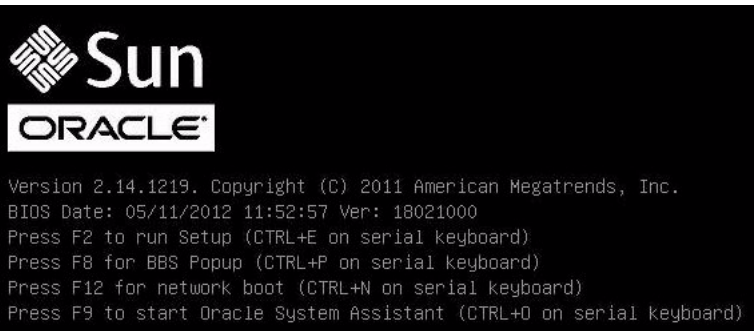 Sun
ORACLE
Version 2.14.1219. Copyright (C) 2011 American Megatrends, Inc.
BIOS Date: 05/11/2012 11:52:57 Ver: 18021000
Press F2 to run Setup (CTRL+E on serial keyboard)
Press F8 for BBS Popup (CTRL+P on serial keyboard)
Press F12 for network boot (CTRL+N on serial keyboard)
Press F9 to start Oracle System Assistant (CTRL+O on serial keyboard)